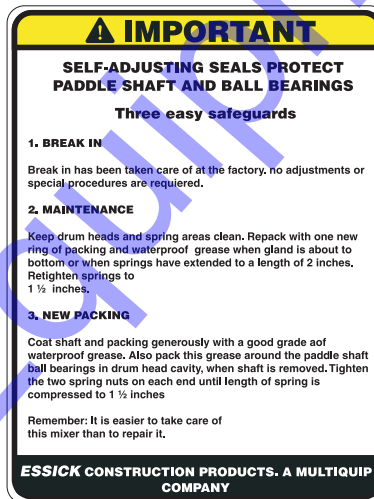 IMPORTANT
SELF-ADJUSTING SEALS PROTECT
PADDLE SHAFT AND BALL BEARINGS
Three easy safeguards
1. BREAK IN
Break in has been taken care of at the factory. no adjustments or
special procedures are requiered.
2. MAINTENANCE
Keep drum heads and spring areas clean. Repack with one new
ring of packing and waterproof grease when gland is about to
bottom or when springs have extended to a length of 2 inches.
Retighten springs to
1 ½ inches.
3. NEW PACKING
Coat shaft and packing generously with a good grade aof
waterproof grease. Also pack this grease around the paddle shaft
ball bearings in drum head cavity, when shaft is removed. Tighten
the two spring nuts on each end until length of spring is
compressed to 1 ½ inches
Remember: It is easier to take care of
this mixer than to repair it.
ESSICK CONSTRUCTION PRODUCTS. A MULTIQUIP
COMPANY